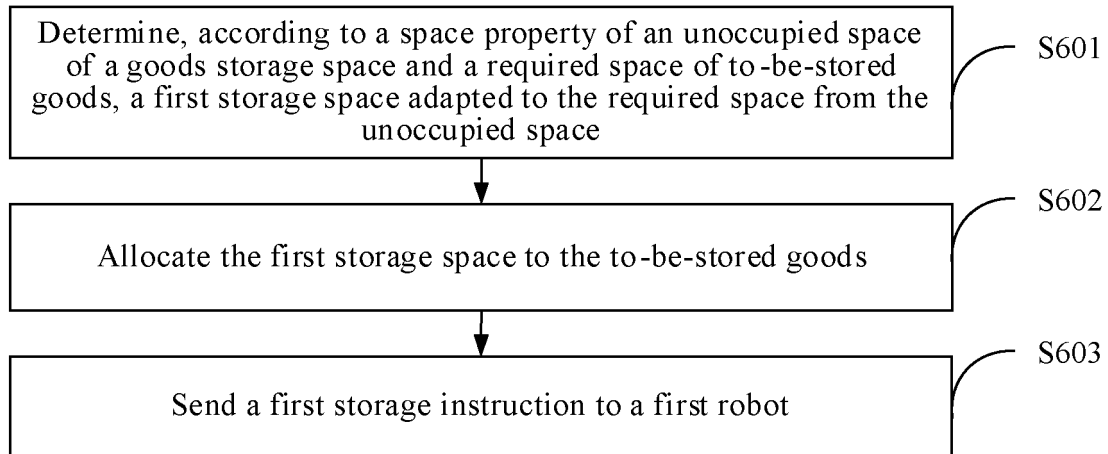 Determine, according to a space property of an unoccupied space
of a goods storage space and a required space of to-be-stored
goods, a first storage space adapted to the required space from the
unoccupied space
S601
Allocate the first storage space to the to-be-stored goods
S602
Send a first storage instruction to a first robot
S603